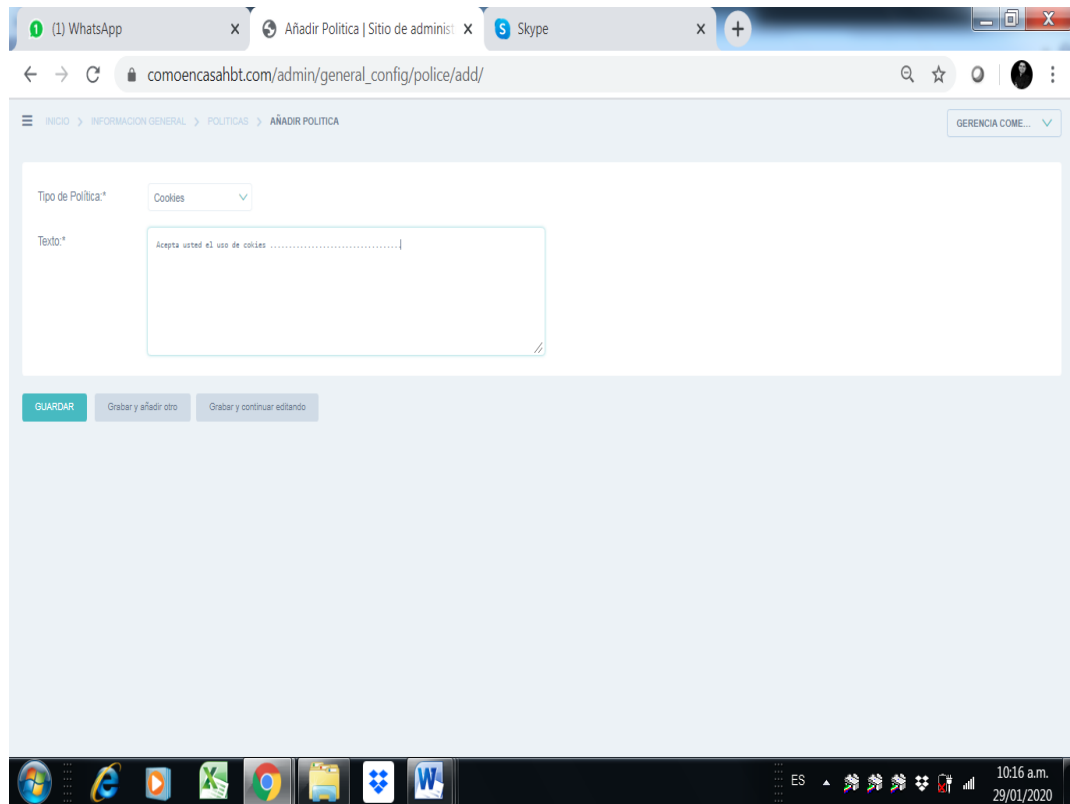 1 (1) WhatsApp
Añadir Politica | Sitio de administ
S Skype
comoencasahbt.com/admin/general_config/police/add/
INICIO > INFORMACION GENERAL > POLITICAS > AÑADIR POLITICA
GERENCIA COME...
Tipo de Política:*
Cookies
Texto:*
Acepta usted el uso de cokies ..................................
GUARDAR
Grabar y añadir otro
Grabar y continuar editando
ES
10:16 a.m.
29/01/2020